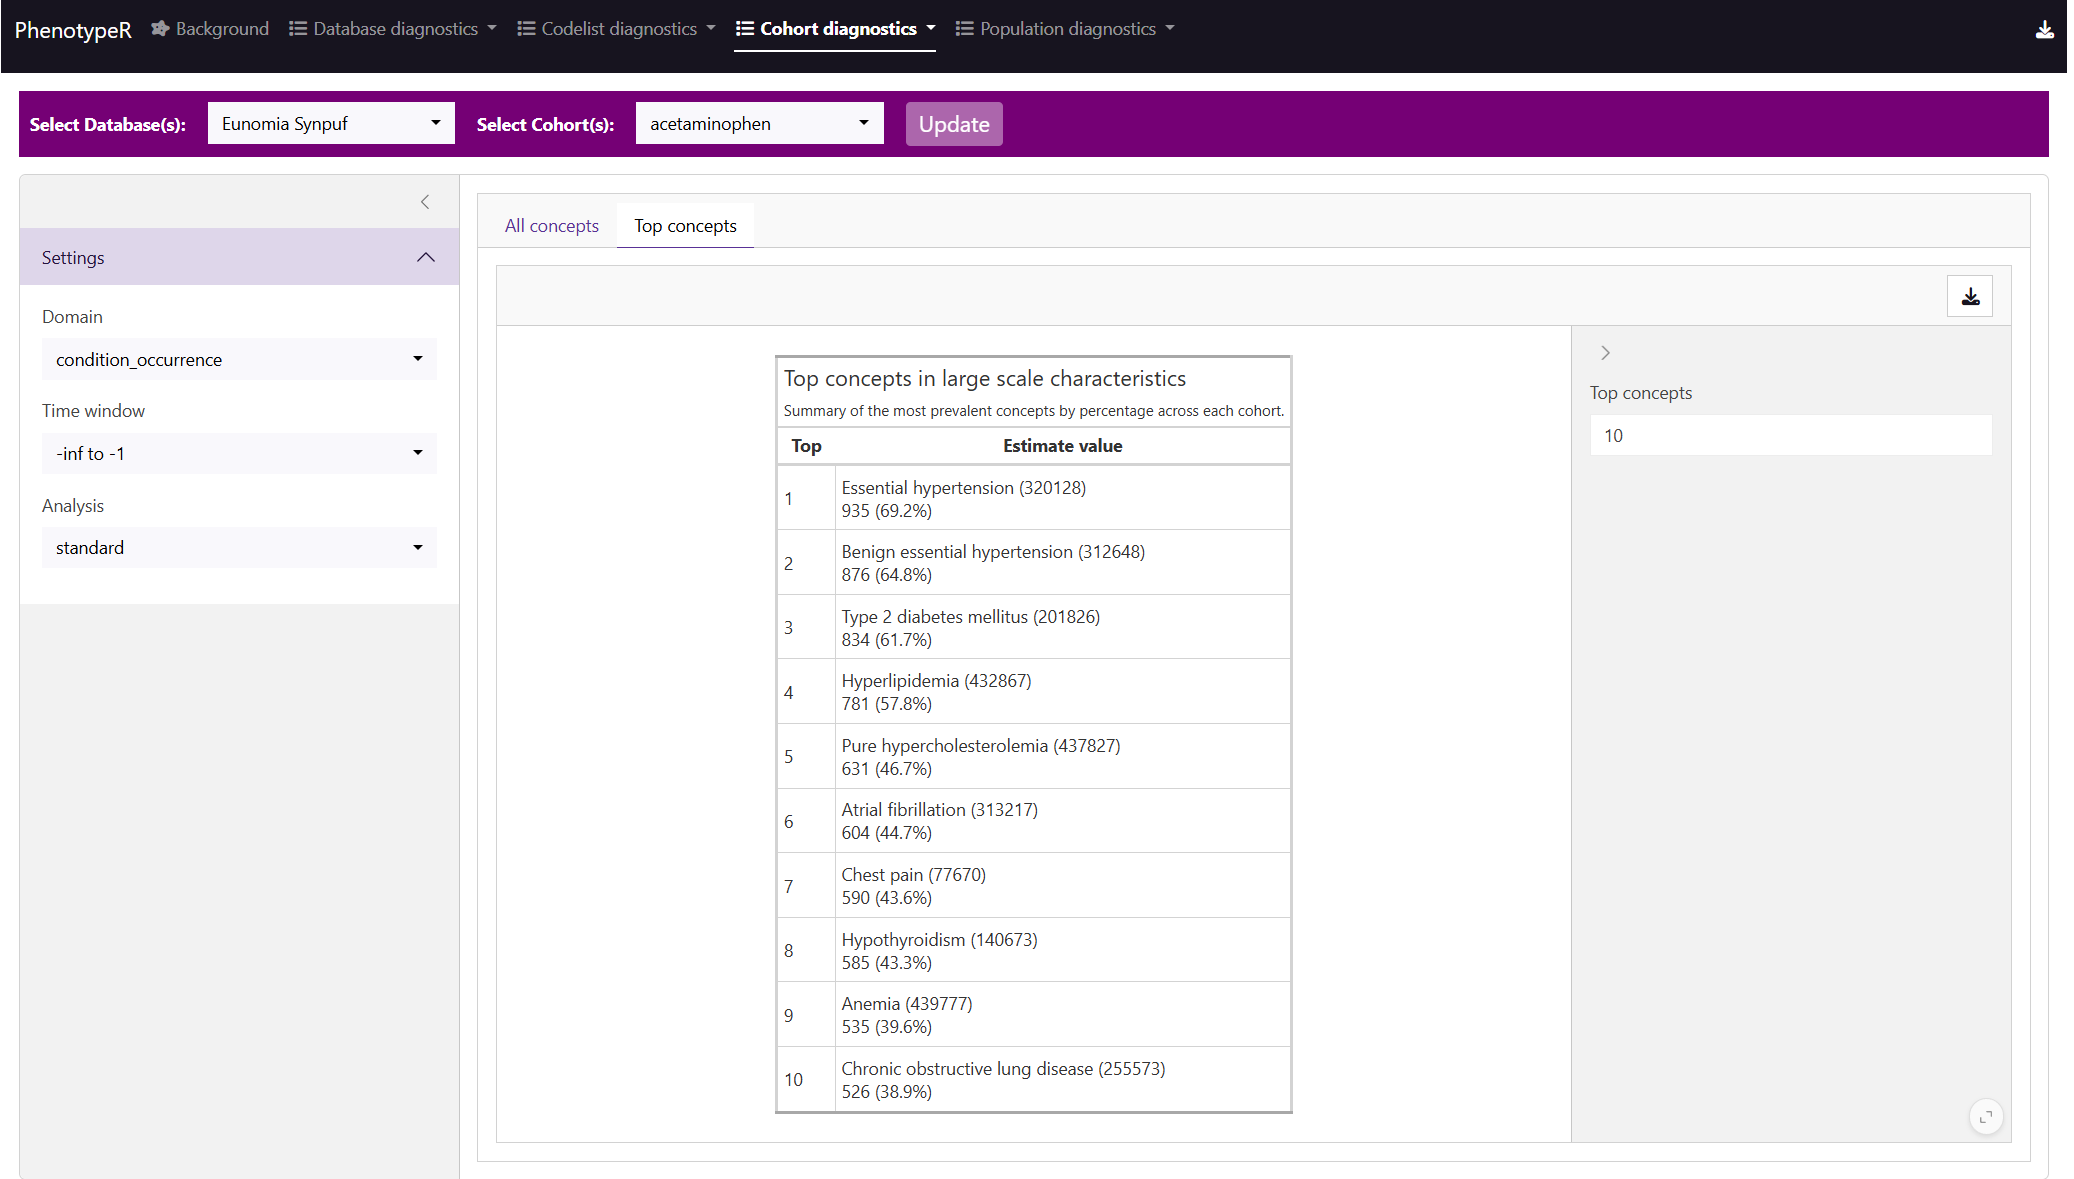 PhenotypeR Background Database diagnostics Codelist diagnostics Cohort diagnostics Population diagnostics
Select Database(s): Eunomia Synpuf Select Cohort(s): acetaminophen Update
Settings
Domain
condition_occurrence
Time window
-inf to -1
Analysis
standard
All concepts Top concepts
Top concepts in large scale characteristics
Summary of the most prevalent concepts by percentage across each cohort.
Top Estimate value
1 Essential hypertension (320128)
935 (69.2%)
2 Benign essential hypertension (312648)
876 (64.8%)
3 Type 2 diabetes mellitus (201826)
834 (61.7%)
4 Hyperlipidemia (432867)
781 (57.8%)
5 Pure hypercholesterolemia (437827)
631 (46.7%)
6 Atrial fibrillation (313217)
604 (44.7%)
7 Chest pain (77670)
590 (43.6%)
8 Hypothyroidism (140673)
585 (43.3%)
9 Anemia (439777)
535 (39.6%)
10 Chronic obstructive lung disease (255573)
526 (38.9%)
Top concepts
10